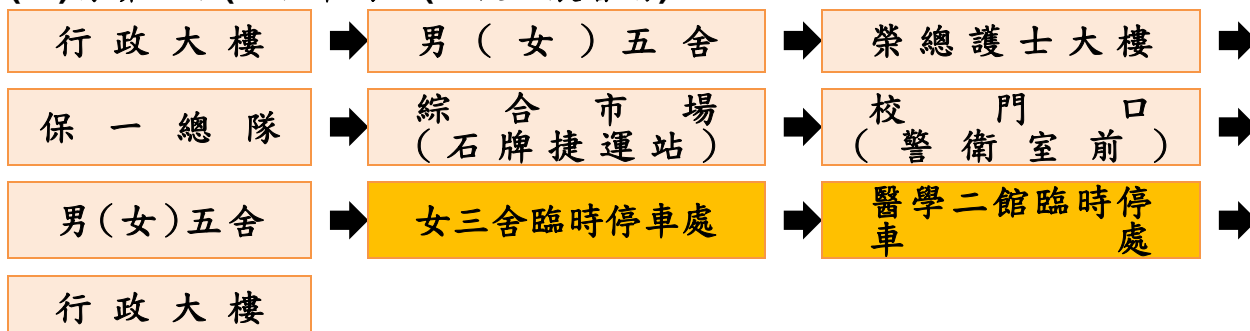 行政大樓
男(女)五舍
榮總護士大樓
保一總隊
綜合市場
(石牌捷運站)
校門口
(警衛室前)
男(女)五舍
女三舍臨時停車處
醫學二館臨時停
車處
行政大樓